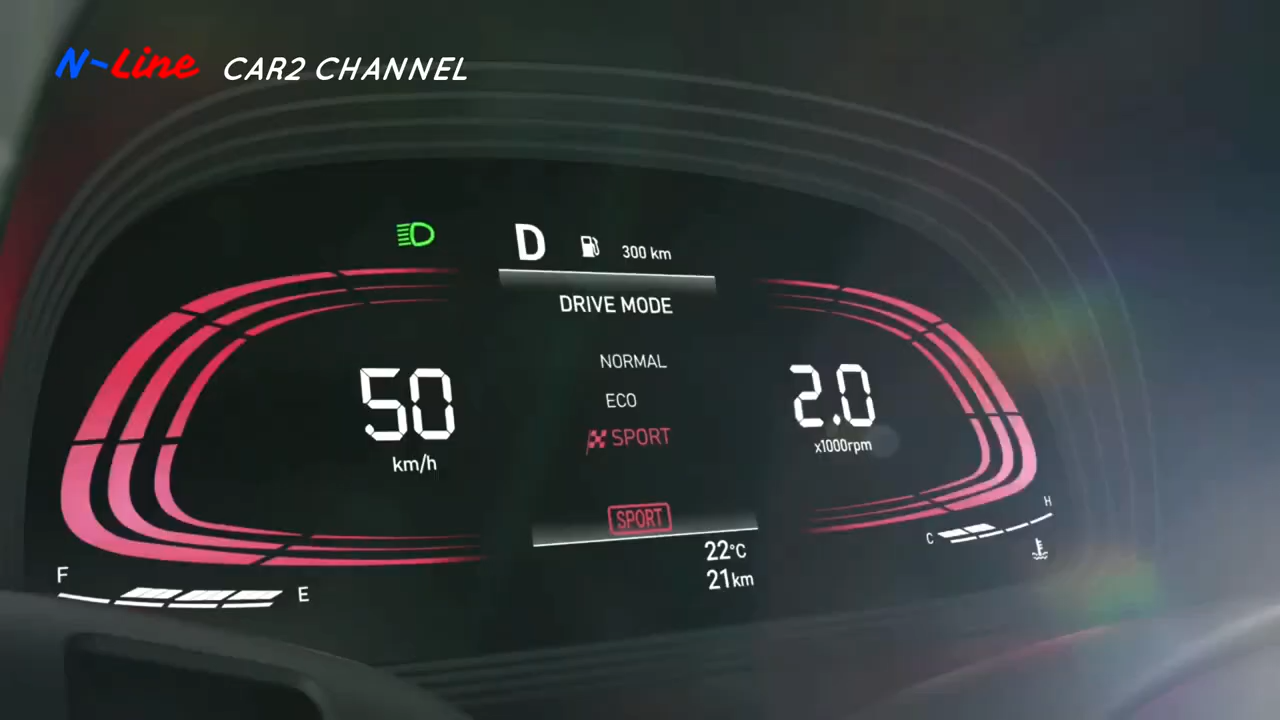 N-Line CAR2 CHANNEL
D 300 km
DRIVE MODE
NORMAL
ECO
SPORT
50
km/h
2.0
x1000rpm
SPORT
22°C
21km
F E
C H